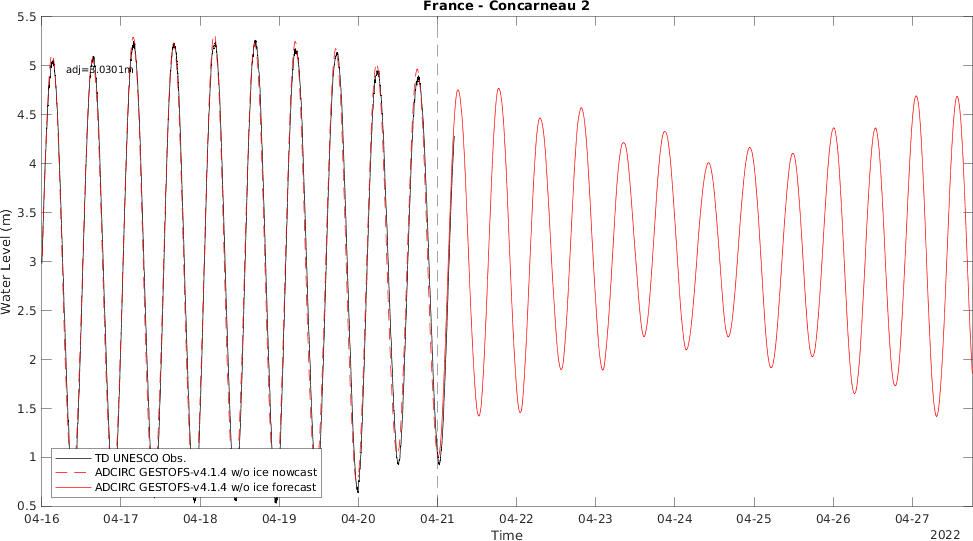 France - Concarneau 2
5.5
5
4.5
4
3.5
3
2.5
2
1.5
1
0.5
Water Level (m)
adj=3.0301m
TD UNESCO Obs.
ADCIRC GESTOFS-v4.1.4 w/o ice nowcast
ADCIRC GESTOFS-v4.1.4 w/o ice forecast
04-16 04-17 04-18 04-19 04-20 04-21 04-22 04-23 04-24 04-25 04-26 04-27
Time
2022